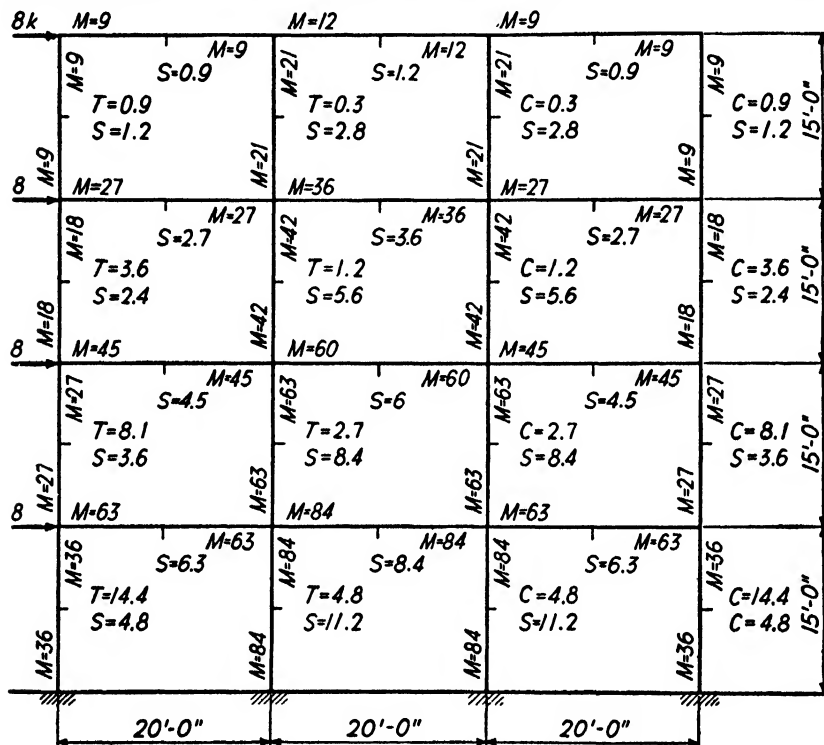 8k M=9 M=12 M=9
M=9 M=12 M=9
M=9 S=0.9 M=21 S=1.2 M=21 S=0.9 M=9
T=0.9 T=0.3 C=0.3 C=0.9
S=1.2 S=2.8 S=2.8 S=1.2 15'-0"
M=9 M=21 M=21 M=9
8 M=27 M=36 M=27
M=27 M=36 M=27
M=18 S=2.7 M=42 S=3.6 M=42 S=2.7 M=18
T=3.6 T=1.2 C=1.2 C=3.6
S=2.4 S=5.6 S=5.6 S=2.4 15'-0"
M=18 M=42 M=42 M=18
8 M=45 M=60 M=45
M=45 M=60 M=45
M=27 S=4.5 M=63 S=6 M=63 S=4.5 M=27
T=8.1 T=2.7 C=2.7 C=8.1
S=3.6 S=8.4 S=8.4 S=3.6 15'-0"
M=27 M=63 M=63 M=27
8 M=63 M=84 M=63
M=63 M=84 M=63
M=36 S=6.3 M=84 S=8.4 M=84 S=6.3 M=36
T=14.4 T=4.8 C=4.8 C=14.4
S=4.8 S=11.2 S=11.2 C=4.8 15'-0"
M=36 M=84 M=84 M=36
20'-0" 20'-0" 20'-0"